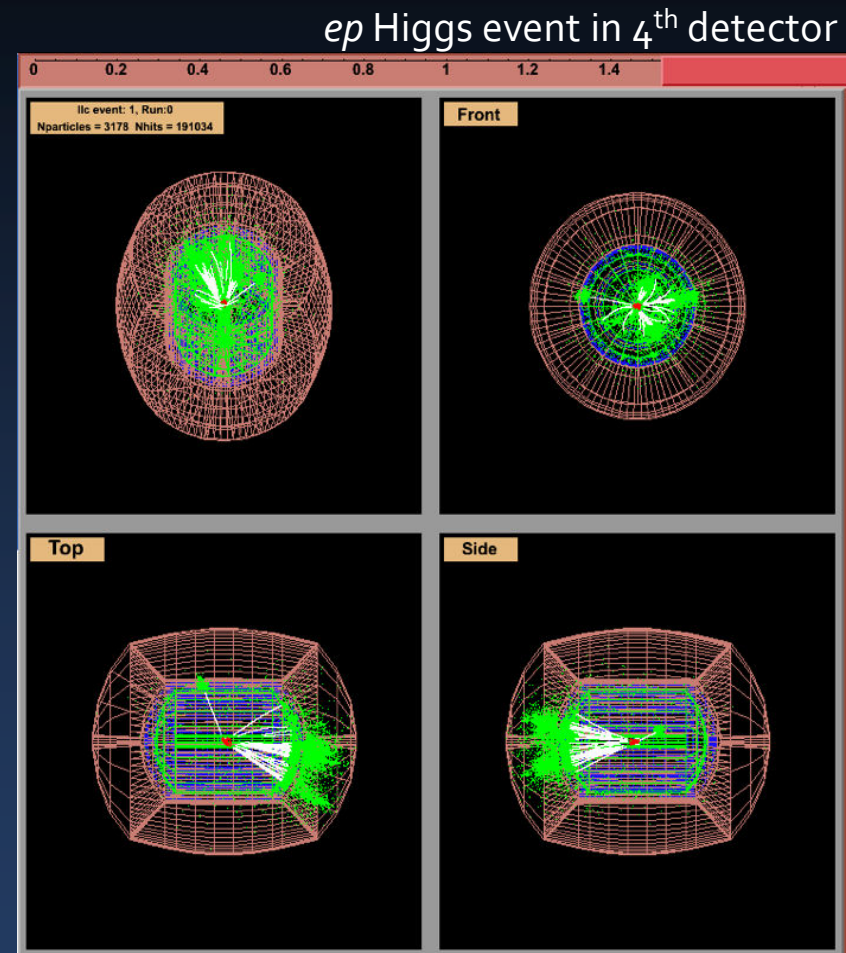 ep Higgs event in 4th detector
0 0.2 0.4 0.6 0.8 1 1.2 1.4
Ilc event: 1, Run:0
Nparticles = 3178 Nhits = 191034
Front
Top
Side